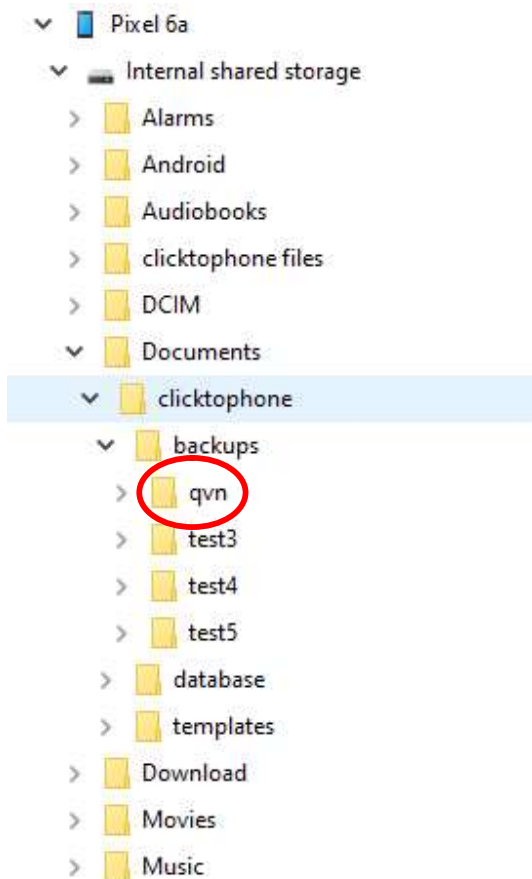 Pixel 6a
Internal shared storage
Alarms
Android
Audiobooks
clicktophone files
DCIM
Documents
clicktophone
backups
qvn
test3
test4
test5
database
templates
Download
Movies
Music